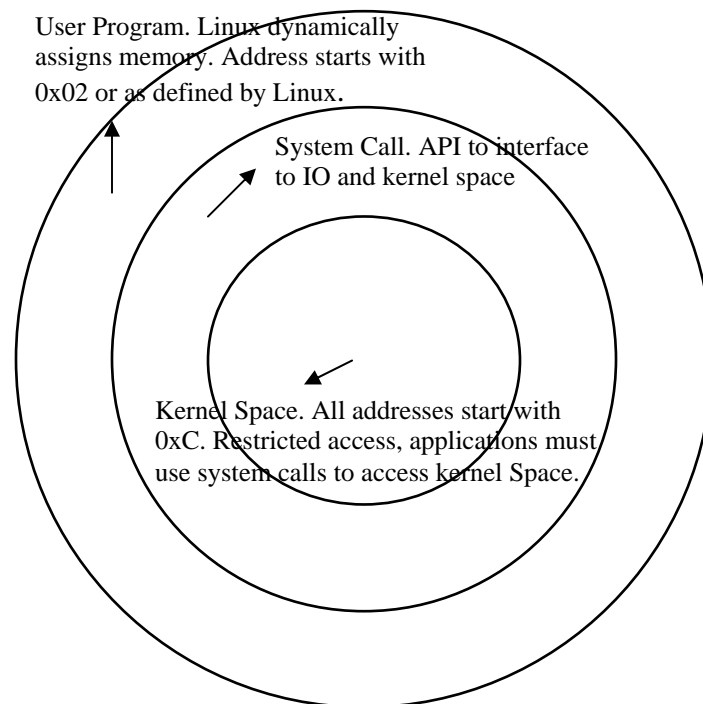 User Program. Linux dynamically
assigns memory. Address starts with
0x02 or as defined by Linux.
System Call. API to interface
to IO and kernel space
Kernel Space. All addresses start with
0xC. Restricted access, applications must
use system calls to access kernel Space.